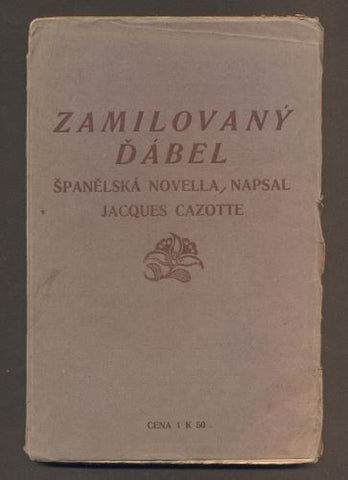 ZAMILOVANÝ
ĎÁBEL
ŠPANĚLSKÁ NOVELLA, NAPSAL
JACQUES CAZOTTE
CENA 1 K 50.